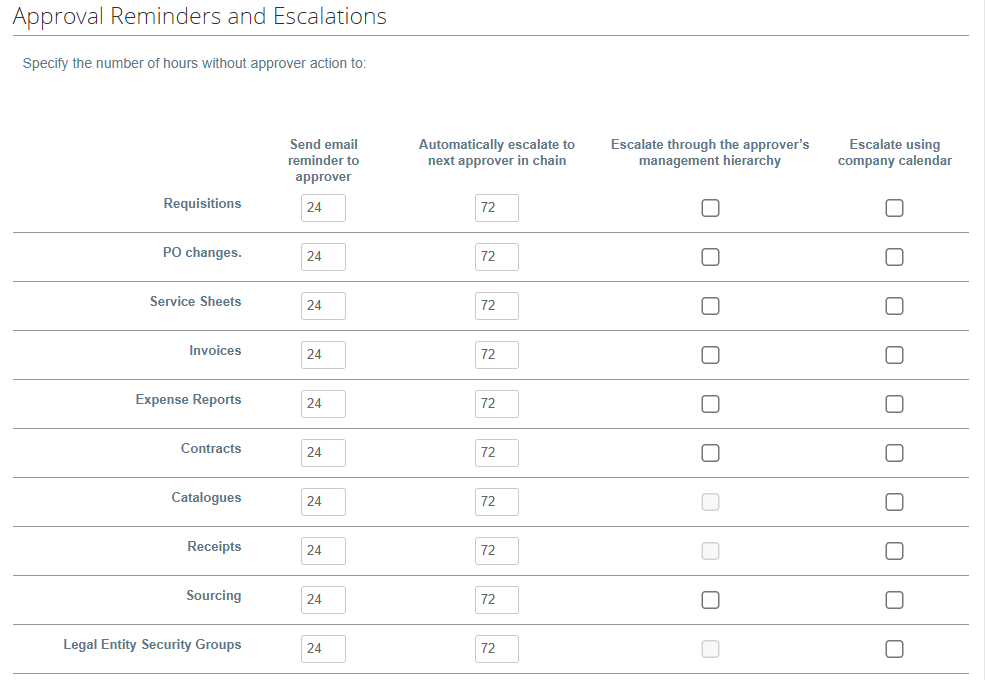 Approval Reminders and Escalations
Specify the number of hours without approver action to:
Send email reminder to approver
Automatically escalate to next approver in chain
Escalate through the approver's management hierarchy
Escalate using company calendar
Requisitions 24 72
PO changes. 24 72
Service Sheets 24 72
Invoices 24 72
Expense Reports 24 72
Contracts 24 72
Catalogues 24 72
Receipts 24 72
Sourcing 24 72
Legal Entity Security Groups 24 72